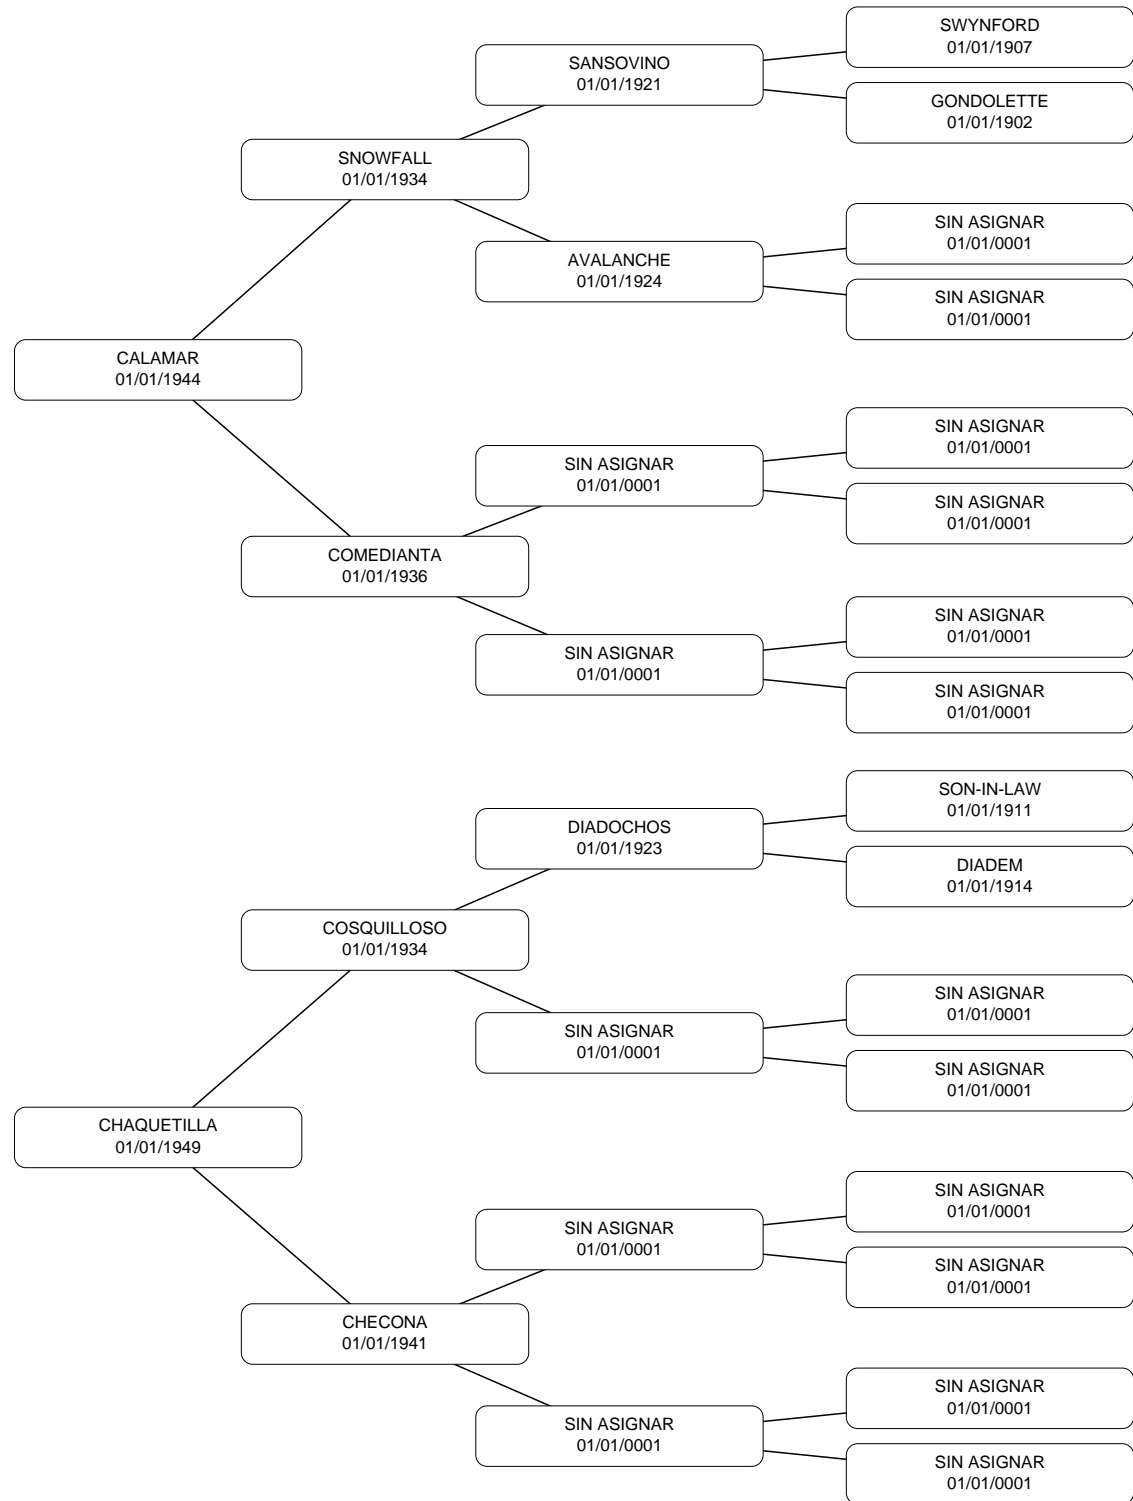 SWYNFORD
01/01/1907
SANSOVINO
01/01/1921
GONDOLETTE
01/01/1902
SNOWFALL
01/01/1934
SIN ASIGNAR
01/01/0001
AVALANCHE
01/01/1924
SIN ASIGNAR
01/01/0001
CALAMAR
01/01/1944
SIN ASIGNAR
01/01/0001
SIN ASIGNAR
01/01/0001
SIN ASIGNAR
01/01/0001
COMEDIANTA
01/01/1936
SIN ASIGNAR
01/01/0001
SIN ASIGNAR
01/01/0001
SIN ASIGNAR
01/01/0001
SON-IN-LAW
01/01/1911
DIADOCHOS
01/01/1923
DIADEM
01/01/1914
COSQUILLOSO
01/01/1934
SIN ASIGNAR
01/01/0001
SIN ASIGNAR
01/01/0001
SIN ASIGNAR
01/01/0001
CHAQUETILLA
01/01/1949
SIN ASIGNAR
01/01/0001
SIN ASIGNAR
01/01/0001
SIN ASIGNAR
01/01/0001
CHECONA
01/01/1941
SIN ASIGNAR
01/01/0001
SIN ASIGNAR
01/01/0001
SIN ASIGNAR
01/01/0001